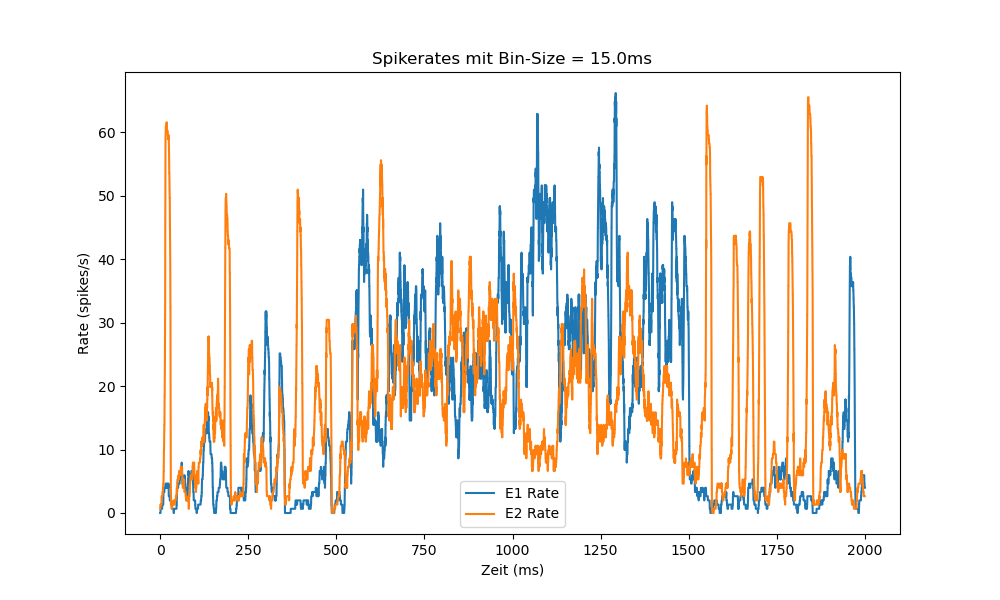 Spikerates mit Bin-Size = 15.0ms
60
50
40
30
20
10
0
Rate (spikes/s)
E1 Rate
E2 Rate
0 250 500 750 1000 1250 1500 1750 2000
Zeit (ms)